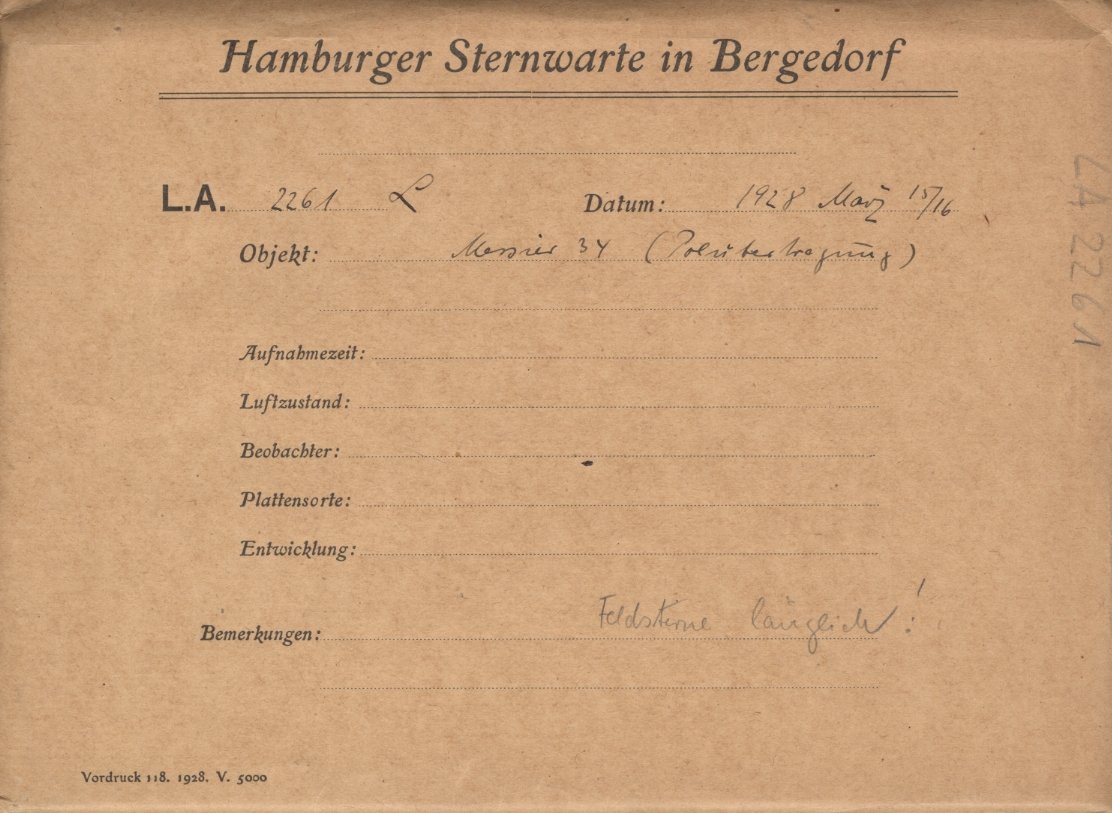 Hamburger Sternwarte in Bergedorf
L.A. 2261 L Datum: 1928 März 15/16
Objekt: Messier 34 (Polübertragung)
Aufnahmezeit:
Luftzustand:
Beobachter:
Plattensorte:
Entwicklung:
Bemerkungen: Feldsterne länglich!
Vordruck 118. 1928. V. 5000
LA 2261